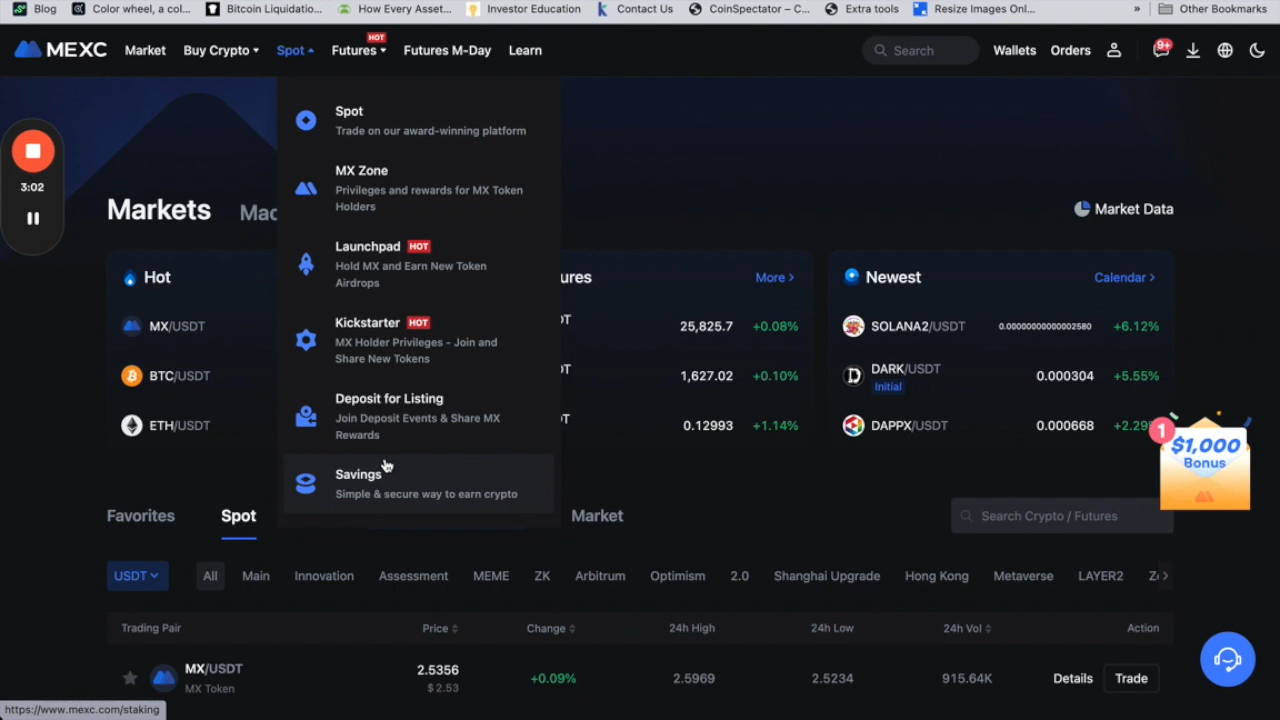 Blog
Color wheel, a col...
Bitcoin Liquidatio...
How Every Asset...
Investor Education
Contact Us
CoinSpectator – C...
Extra tools
Resize Images Onl...
»
Other Bookmarks
MEXC
Market
Buy Crypto
Spot
HOT
Futures
Futures M-Day
Learn
Search
Wallets
Orders
9+
Spot
Trade on our award-winning platform
MX Zone
Privileges and rewards for MX Token
Holders
Launchpad HOT
Hold MX and Earn New Token
Airdrops
Kickstarter HOT
MX Holder Privileges - Join and
Share New Tokens
Deposit for Listing
Join Deposit Events & Share MX
Rewards
Savings
Simple & secure way to earn crypto
3:02
Markets
Mac
Market Data
Hot
MX/USDT
BTC/USDT
ETH/USDT
ures
More >
DT
25,825.7
+0.08%
DT
1,627.02
+0.10%
DT
0.12993
+1.14%
Newest
Calendar >
SOLANA2/USDT
0.00000000000002580
+6.12%
DARK/USDT
Initial
0.000304
+5.55%
DAPPX/USDT
0.000668
+2.29
1
$1,000
Bonus
Favorites
Spot
Market
Search Crypto / Futures
USDT
All
Main
Innovation
Assessment
MEME
ZK
Arbitrum
Optimism
2.0
Shanghai Upgrade
Hong Kong
Metaverse
LAYER2
Trading Pair
Price
Change
24h High
24h Low
24h Vol
Action
MX/USDT
MX Token
2.5356
$ 2.53
+0.09%
2.5969
2.5234
915.64K
Details
Trade
https://www.mexc.com/staking